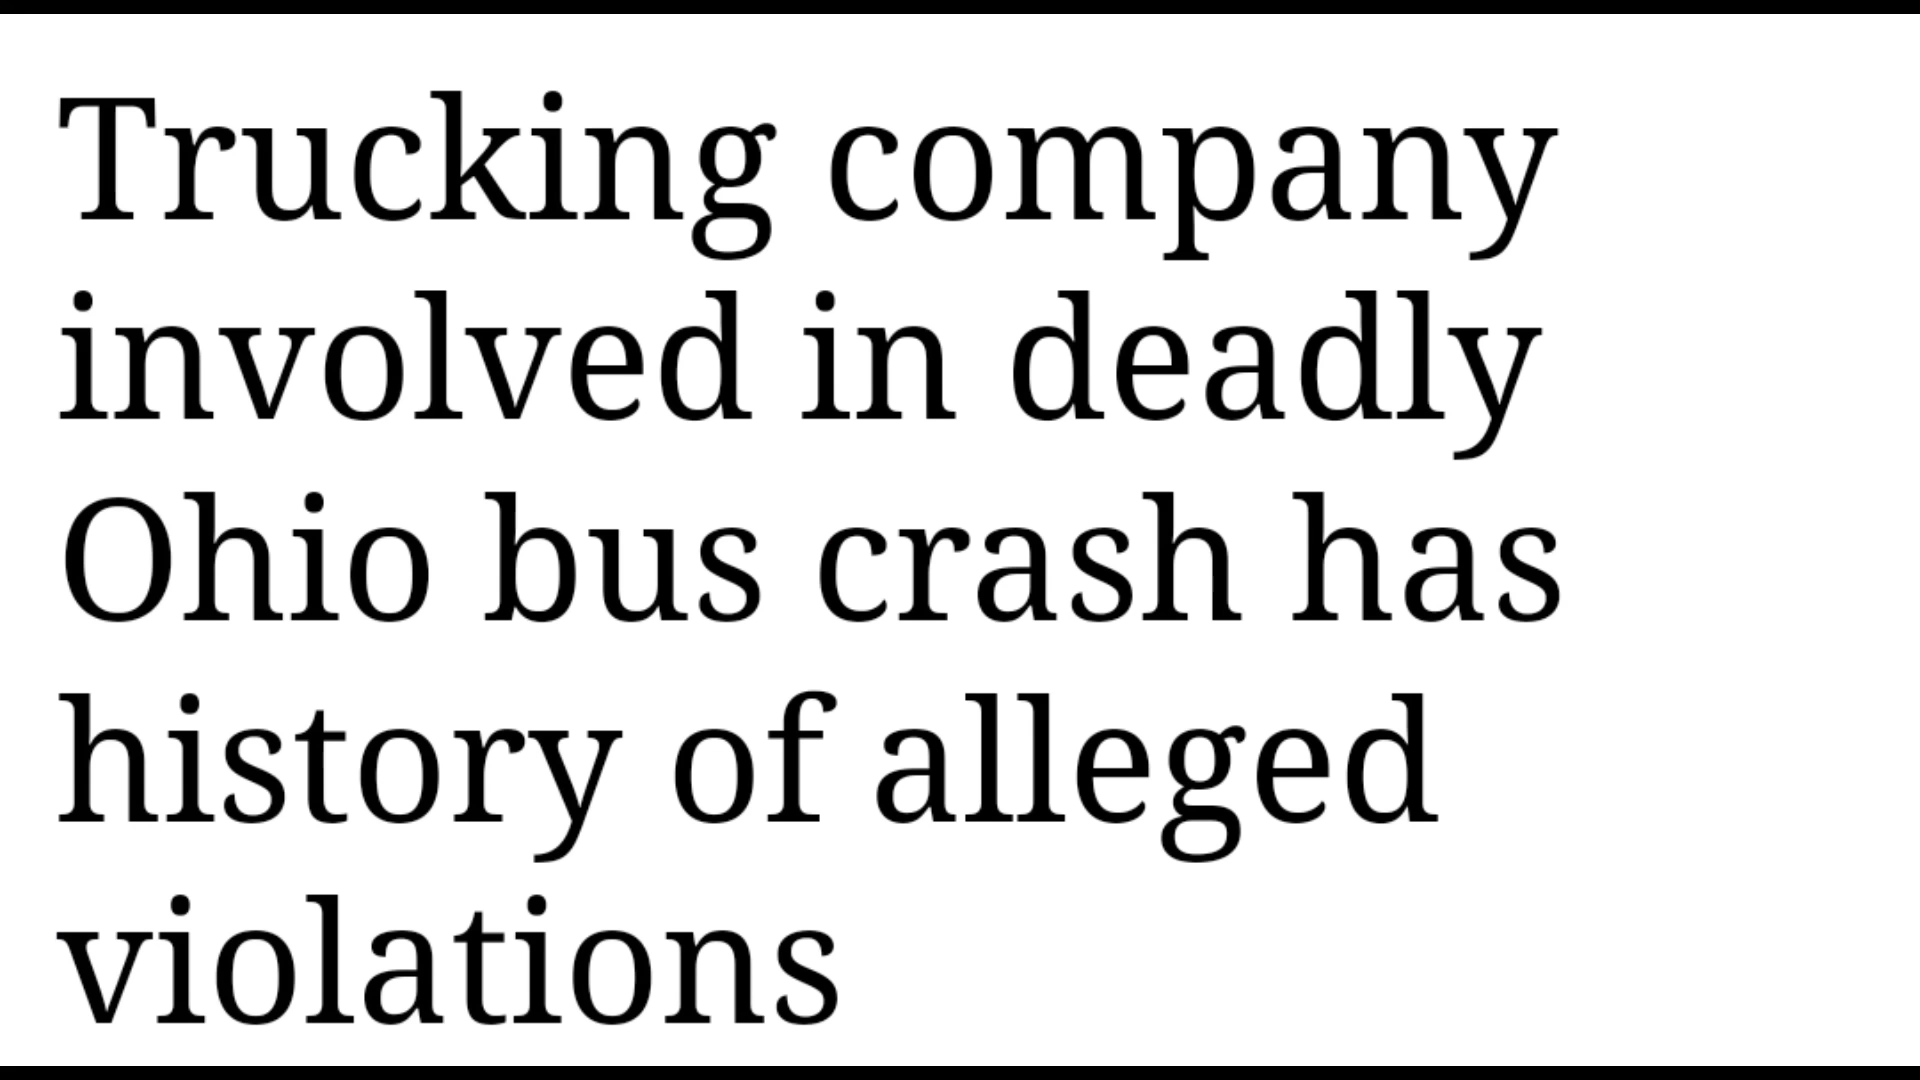 Trucking company
involved in deadly
Ohio bus crash has
history of alleged
violations